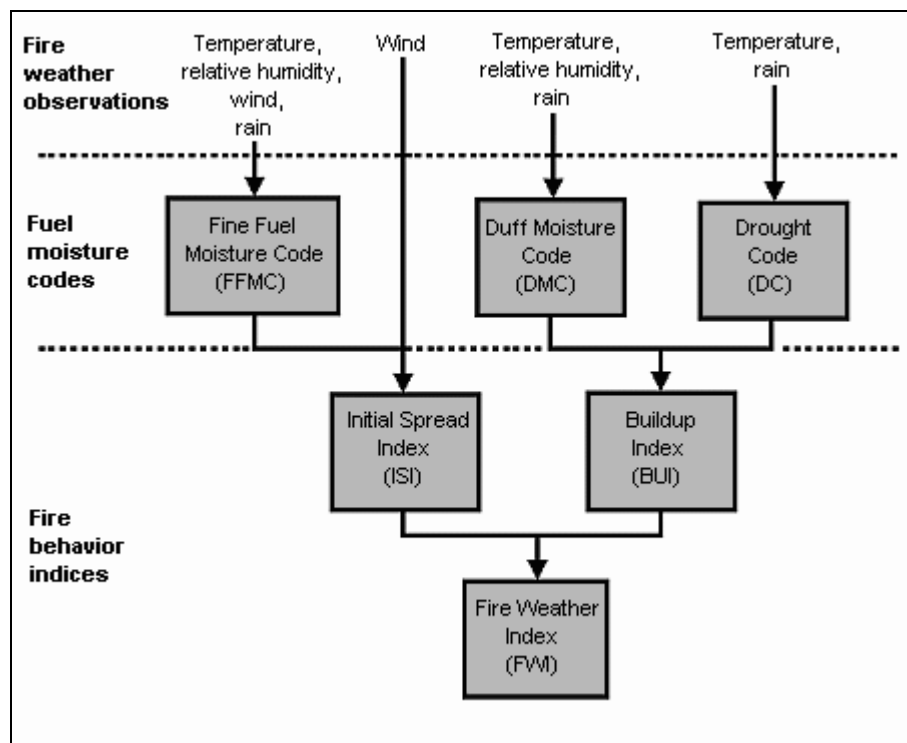 Fire
weather
observations
Temperature,
relative humidity,
wind,
rain
Wind
Temperature,
relative humidity,
rain
Temperature,
rain
Fuel
moisture
codes
Fine Fuel
Moisture Code
(FFMC)
Duff Moisture
Code
(DMC)
Drought
Code
(DC)
Fire
behavior
indices
Initial Spread
Index
(ISI)
Buildup
Index
(BUI)
Fire Weather
Index
(FWI)